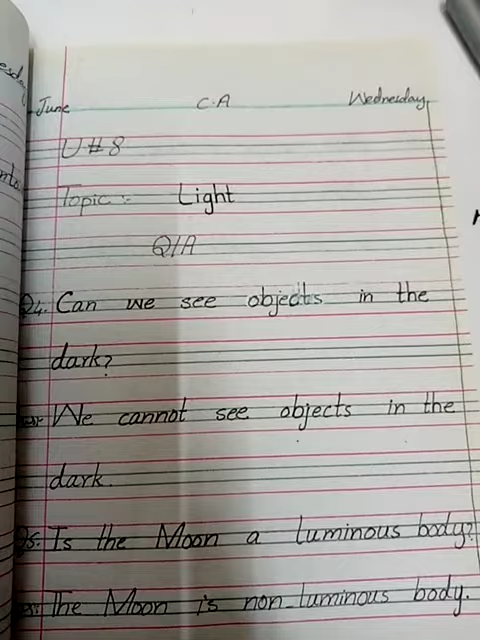 June C.A Wednesday
U#8
Topic:- Light
Q/A
Q4. Can we see objects in the
dark?
We cannot see objects in the
dark.
Q5. Is the Moon a luminous body?
The Moon is non-luminous body.